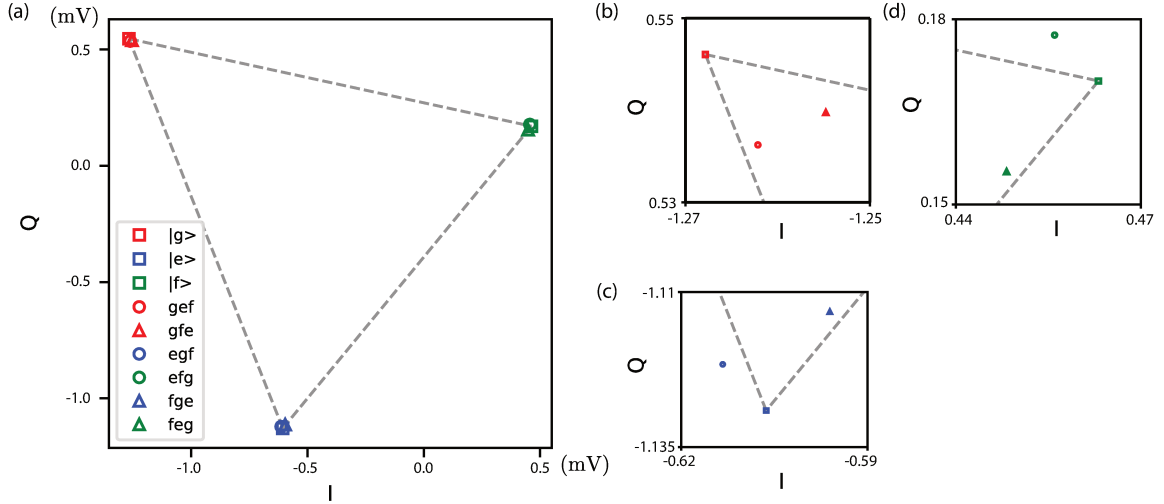 (a)
(mV)
0.5
0.0
-0.5
-1.0
Q
|g>
|e>
|f>
gef
gfe
egf
efg
fge
feg
-1.0
-0.5
0.0
0.5
(mV)
I
(b)
0.55
Q
0.53
-1.27
-1.25
I
(d)
0.18
Q
0.15
0.44
0.47
I
(c)
-1.11
Q
-1.135
-0.62
-0.59
I